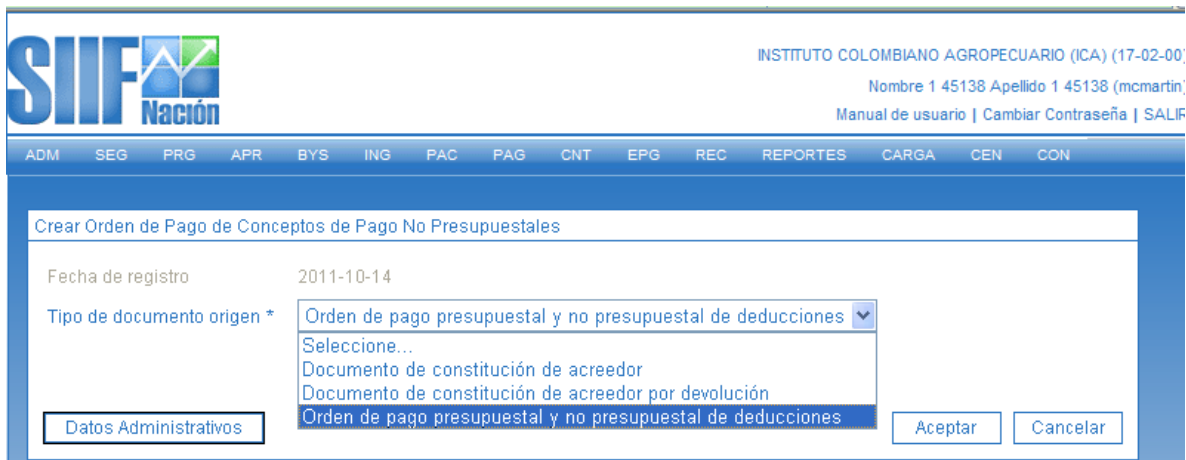 SIIF
Nación
INSTITUTO COLOMBIANO AGROPECUARIO (ICA) (17-02-00)
Nombre 1 45138 Apellido 1 45138 (mcmartin)
Manual de usuario | Cambiar Contraseña | SALIR
ADM SEG PRG APR BYS ING PAC PAG CNT EPG REC REPORTES CARGA CEN CON
Crear Orden de Pago de Conceptos de Pago No Presupuestales
Fecha de registro 2011-10-14
Tipo de documento origen * Orden de pago presupuestal y no presupuestal de deducciones
Seleccione...
Documento de constitución de acreedor
Documento de constitución de acreedor por devolución
Orden de pago presupuestal y no presupuestal de deducciones
Datos Administrativos Aceptar Cancelar